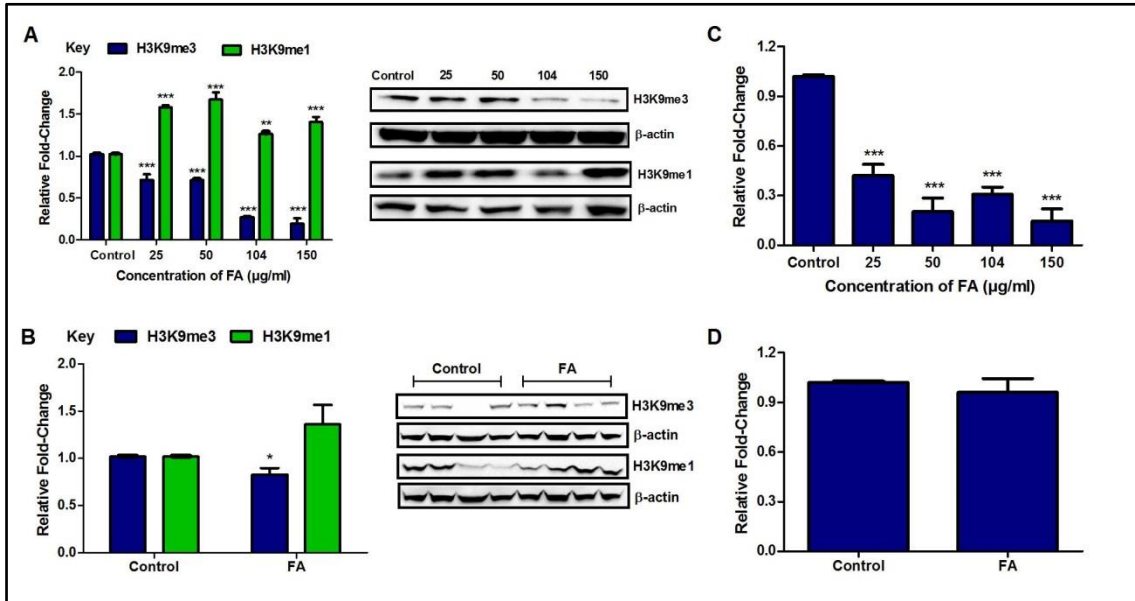 A
Key H3K9me3 H3K9me1
2.0
1.5
1.0
0.5
0.0
Relative Fold-Change
*** *** *** *** *** ** *** ***
Control 25 50 104 150
Concentration of FA (µg/ml)
Control 25 50 104 150
H3K9me3
β-actin
H3K9me1
β-actin
C
1.2
0.9
0.6
0.3
0.0
Relative Fold-Change
*** *** *** ***
Control 25 50 104 150
Concentration of FA (µg/ml)
B
Key H3K9me3 H3K9me1
2.0
1.5
1.0
0.5
0.0
Relative Fold-Change
*
Control FA
Control FA
H3K9me3
β-actin
H3K9me1
β-actin
D
1.2
0.9
0.6
0.3
0.0
Relative Fold-Change
Control FA